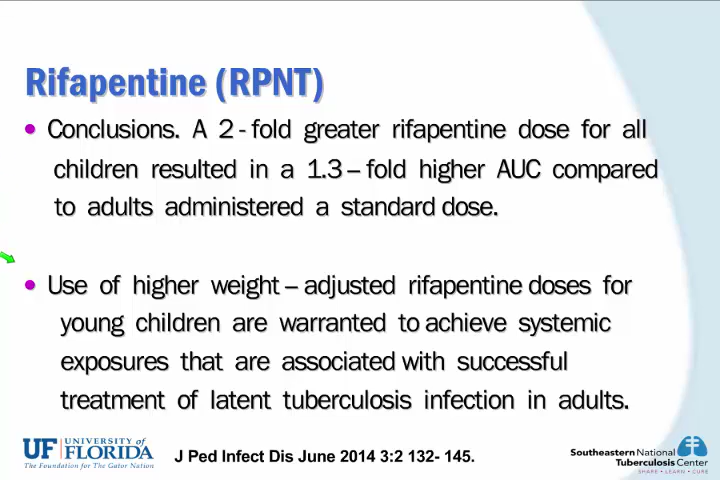 Rifapentine (RPNT)
• Conclusions. A 2 - fold greater rifapentine dose for all
children resulted in a 1.3 – fold higher AUC compared
to adults administered a standard dose.
• Use of higher weight – adjusted rifapentine doses for
young children are warranted to achieve systemic
exposures that are associated with successful
treatment of latent tuberculosis infection in adults.
UF UNIVERSITY of
FLORIDA
The Foundation for The Gator Nation
J Ped Infect Dis June 2014 3:2 132- 145.
Southeastern National
Tuberculosis Center
SHARE • LEARN • CURE